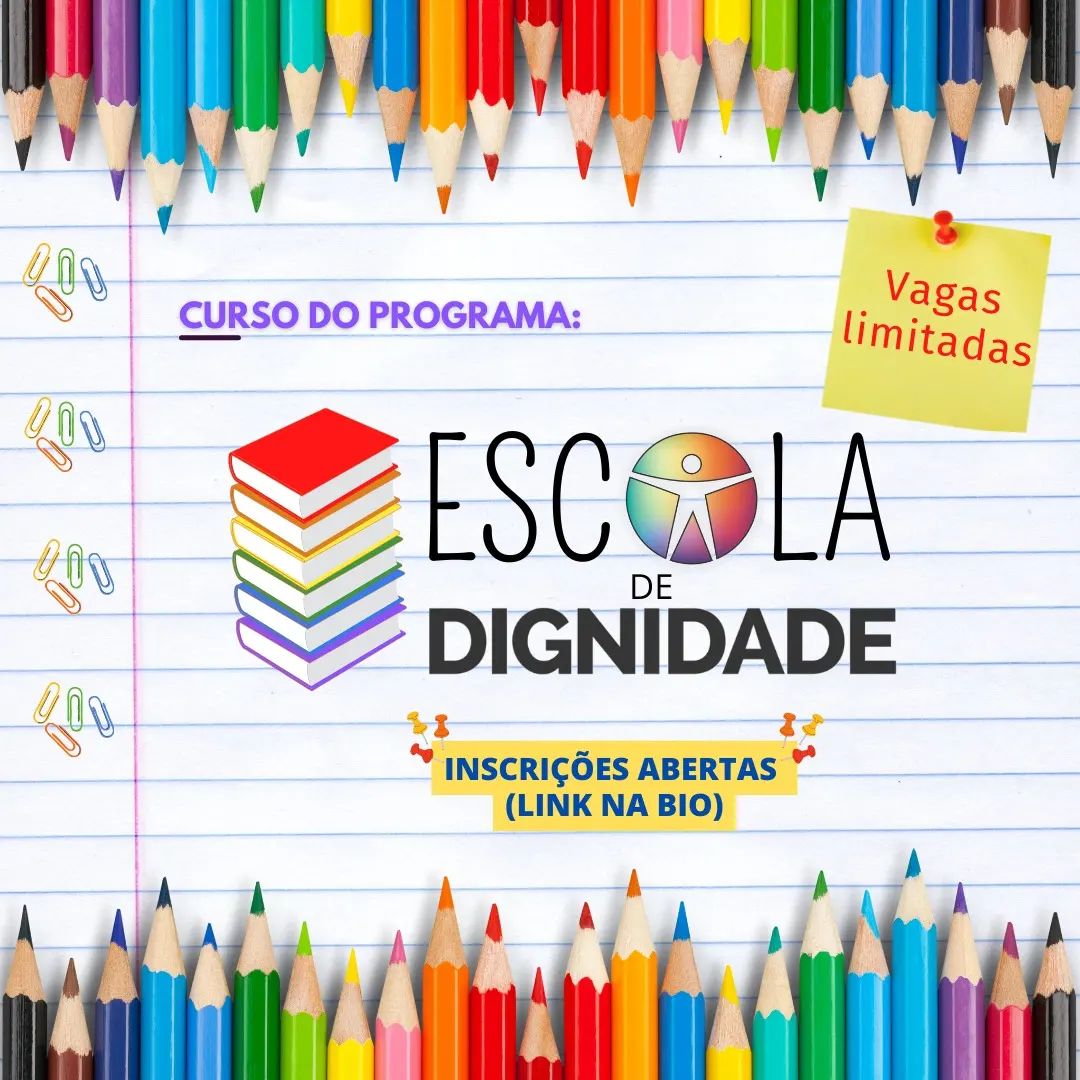 Vagas
limitadas
CURSO DO PROGRAMA:
ESCOLA
DE
DIGNIDADE
INSCRIÇÕES ABERTAS
(LINK NA BIO)